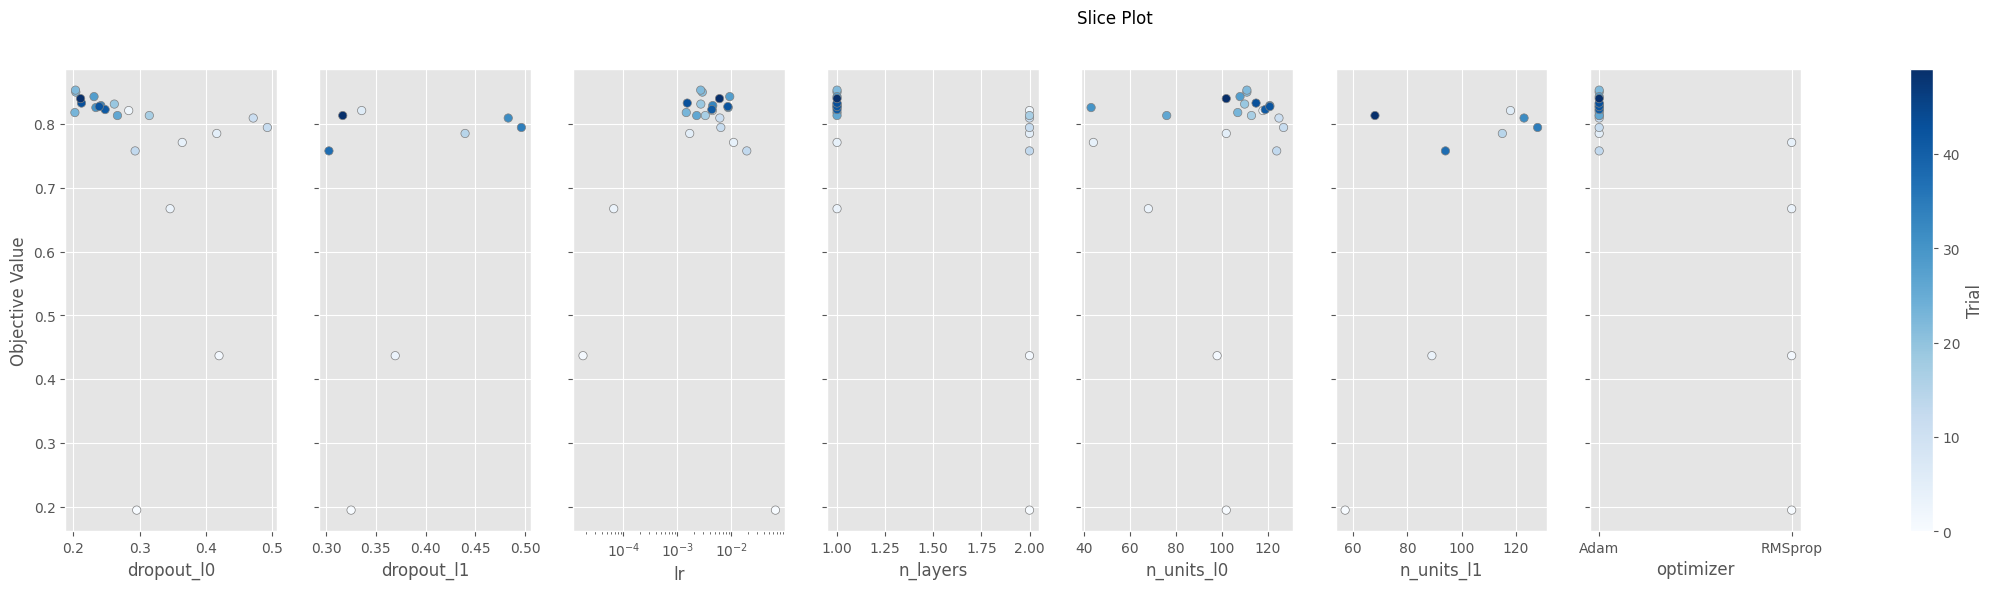 Slice Plot
Objective Value
0.8
0.7
0.6
0.5
0.4
0.3
0.2
0.2 0.3 0.4 0.5
dropout_l0
0.30 0.35 0.40 0.45 0.50
dropout_l1
10⁻⁴ 10⁻³ 10⁻²
lr
1.00 1.25 1.50 1.75 2.00
n_layers
40 60 80 100 120
n_units_l0
60 80 100 120
n_units_l1
Adam RMSprop
optimizer
40
30
20
10
0
Trial